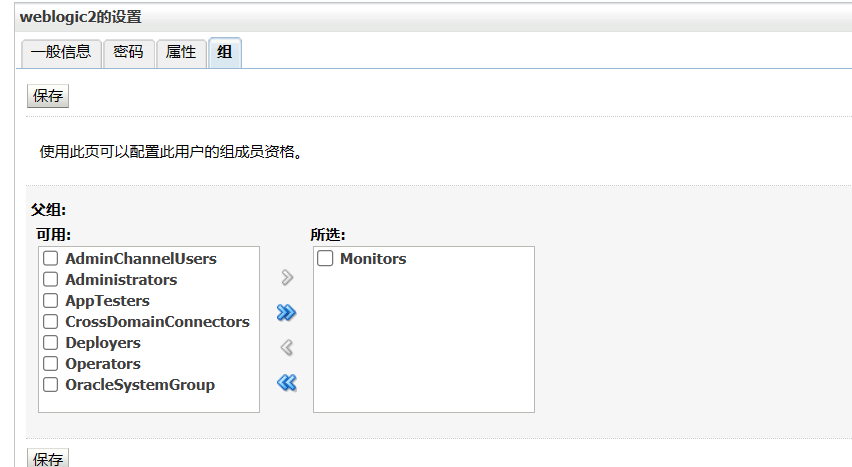 weblogic2的设置
一般信息 密码 属性 组
保存
使用此页可以配置此用户的组成员资格。
父组:
可用: 所选:
AdminChannelUsers Monitors
Administrators
AppTesters
CrossDomainConnectors
Deployers
Operators
OracleSystemGroup
保存